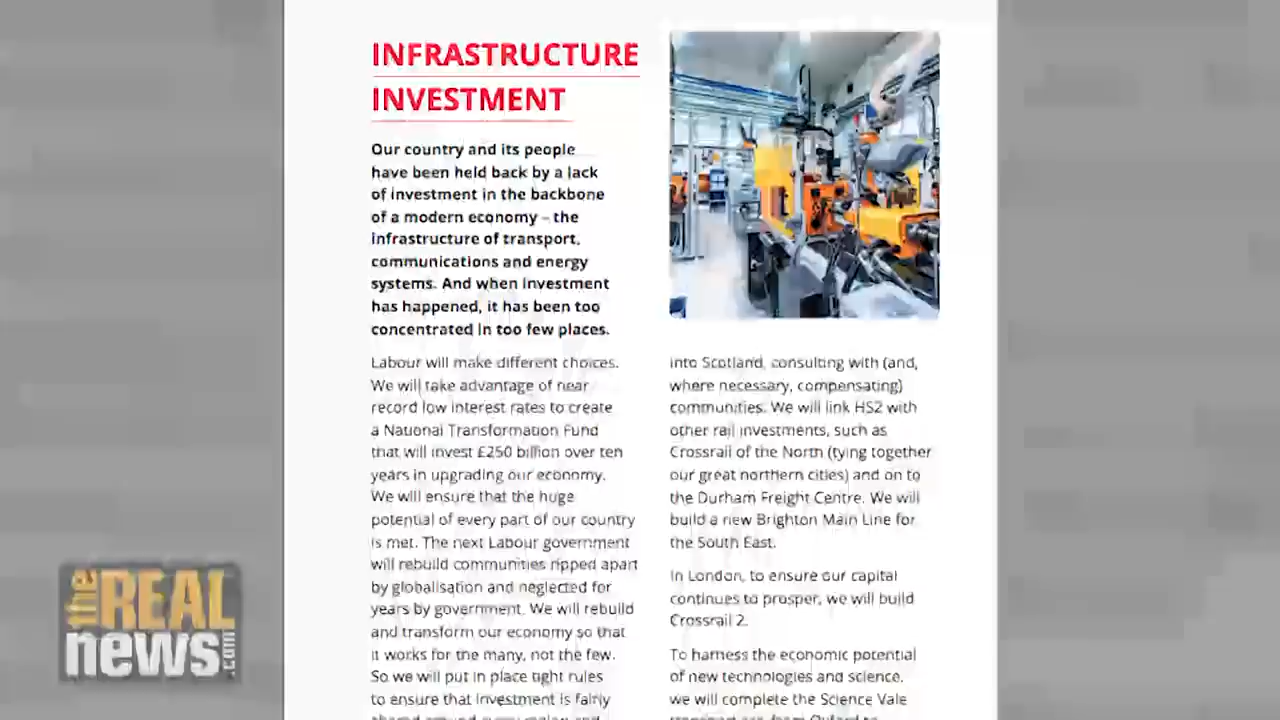 INFRASTRUCTURE
INVESTMENT
Our country and its people
have been held back by a lack
of investment in the backbone
of a modern economy – the
infrastructure of transport,
communications and energy
systems. And when investment
has happened, it has been too
concentrated in too few places.
Labour will make different choices.
We will take advantage of near
record low interest rates to create
a National Transformation Fund
that will invest £250 billion over ten
years in upgrading our economy.
We will ensure that the huge
potential of every part of our country
is met. The next Labour government
will rebuild communities ripped apart
by globalisation and neglected for
years by government. We will rebuild
and transform our economy so that
it works for the many, not the few.
So we will put in place tight rules
to ensure that investment is fairly
into Scotland, consulting with (and,
where necessary, compensating)
communities. We will link HS2 with
other rail investments, such as
Crossrail of the North (tying together
our great northern cities) and on to
the Durham Freight Centre. We will
build a new Brighton Main Line for
the South East.
In London, to ensure our capital
continues to prosper, we will build
Crossrail 2.
To harness the economic potential
of new technologies and science,
we will complete the Science Vale
the REAL
news.com